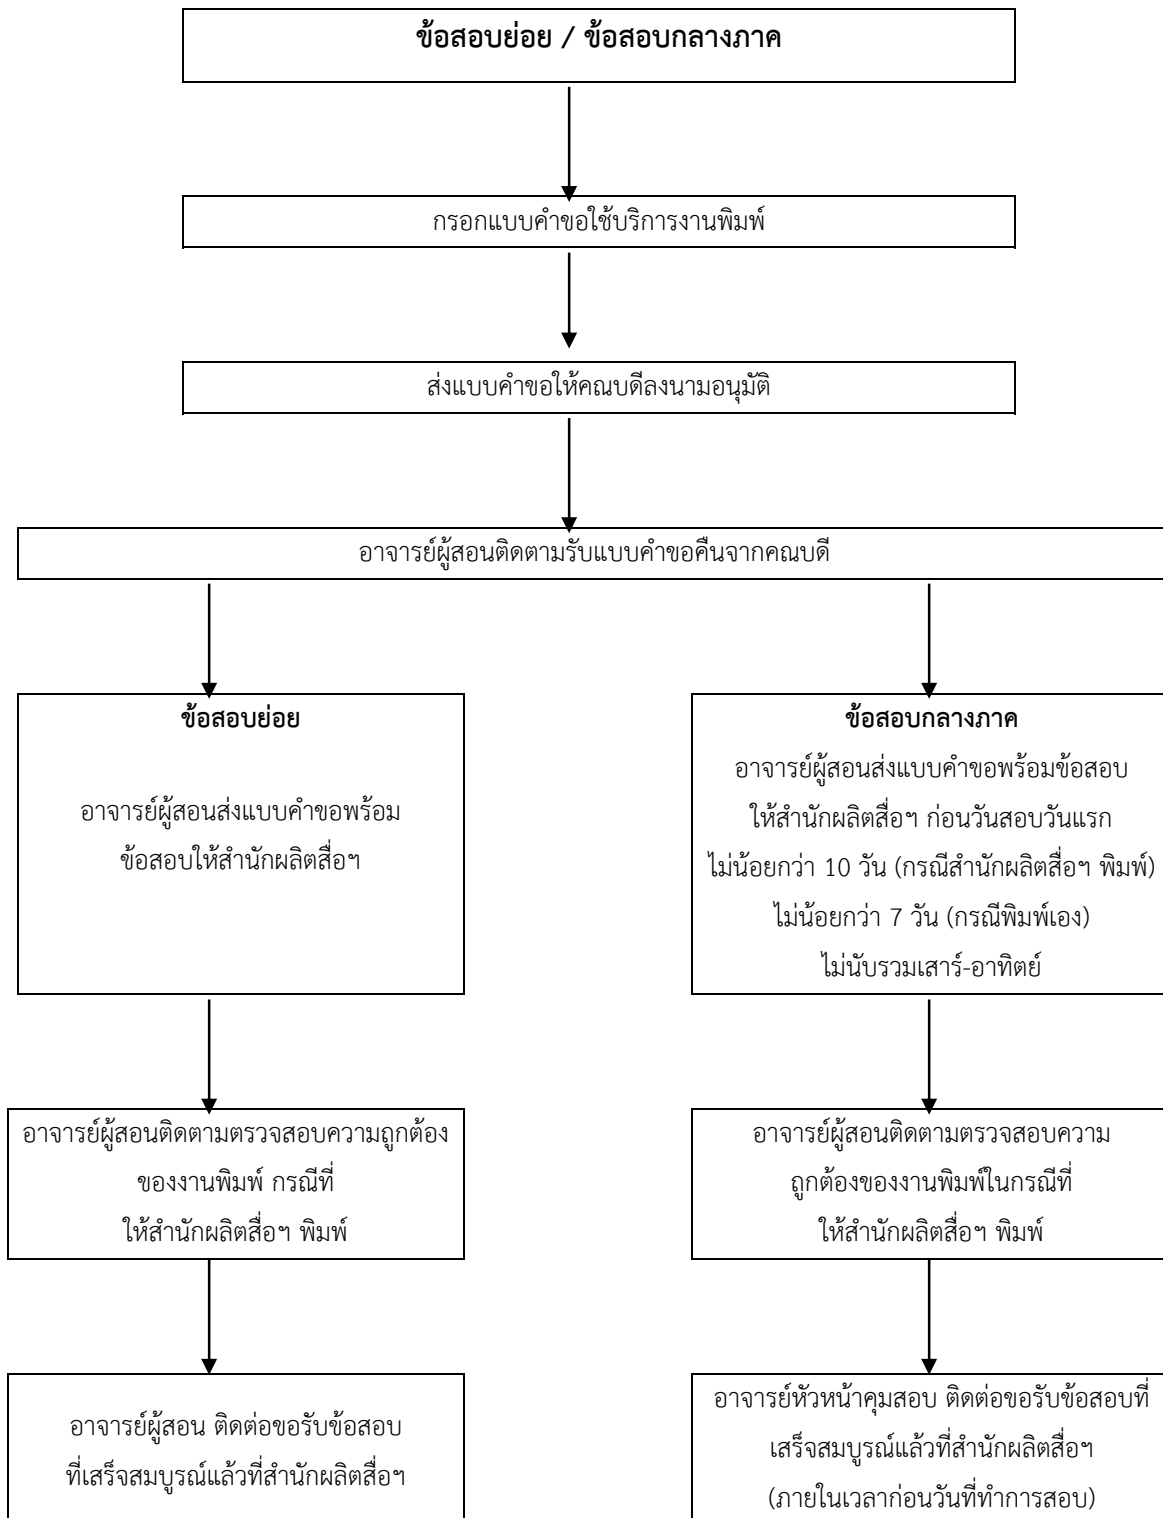 ข้อสอบย่อย / ข้อสอบกลางภาค
กรอกแบบคำขอใช้บริการงานพิมพ์
ส่งแบบคำขอให้คณบดีลงนามอนุมัติ
อาจารย์ผู้สอนติดตามรับแบบคำขอคืนจากคณบดี
ข้อสอบย่อย
อาจารย์ผู้สอนส่งแบบคำขอพร้อม
ข้อสอบให้สำนักผลิตสื่อฯ
ข้อสอบกลางภาค
อาจารย์ผู้สอนส่งแบบคำขอพร้อมข้อสอบ
ให้สำนักผลิตสื่อฯ ก่อนวันสอบวันแรก
ไม่น้อยกว่า 10 วัน (กรณีสำนักผลิตสื่อฯ พิมพ์)
ไม่น้อยกว่า 7 วัน (กรณีพิมพ์เอง)
ไม่นับรวมเสาร์-อาทิตย์
อาจารย์ผู้สอนติดตามตรวจสอบความถูกต้อง
ของงานพิมพ์ กรณีที่
ให้สำนักผลิตสื่อฯ พิมพ์
อาจารย์ผู้สอนติดตามตรวจสอบความ
ถูกต้องของงานพิมพ์ในกรณีที่
ให้สำนักผลิตสื่อฯ พิมพ์
อาจารย์ผู้สอน ติดต่อขอรับข้อสอบ
ที่เสร็จสมบูรณ์แล้วที่สำนักผลิตสื่อฯ
อาจารย์หัวหน้าคุมสอบ ติดต่อขอรับข้อสอบที่
เสร็จสมบูรณ์แล้วที่สำนักผลิตสื่อฯ
(ภายในเวลาก่อนวันที่ทำการสอบ)